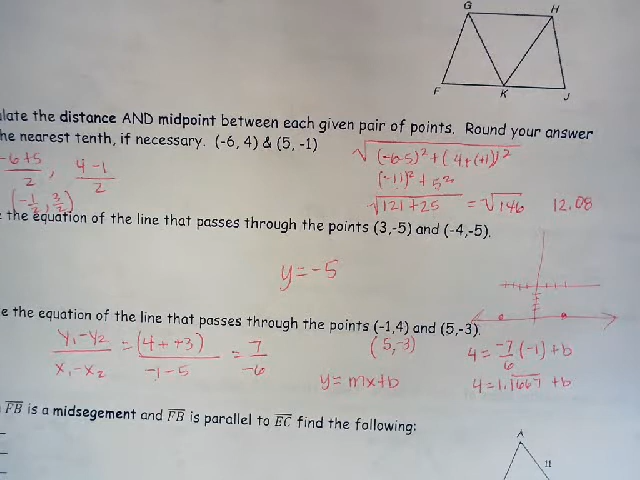 G H
F K J
late the distance AND midpoint between each given pair of points. Round your answer
he nearest tenth, if necessary. (-6, 4) & (5, -1)
-6+5/2 , 4-1/2
(-1/2, 3/2)
√(-6-5)²+(4+(+1))²
(-11)² + 5²
√121+25 = √146 12.08
the equation of the line that passes through the points (3,-5) and (-4,-5).
y=-5
e the equation of the line that passes through the points (-1,4) and (5,-3).
y₁-y₂/x₁-x₂ = (4++3)/-1-5 = 7/-6
(5,-3)
y=mx+b
4=-7/6(-1)+b
4=1.1667+b
FB is a midsegement and FB is parallel to EC find the following:
A
11